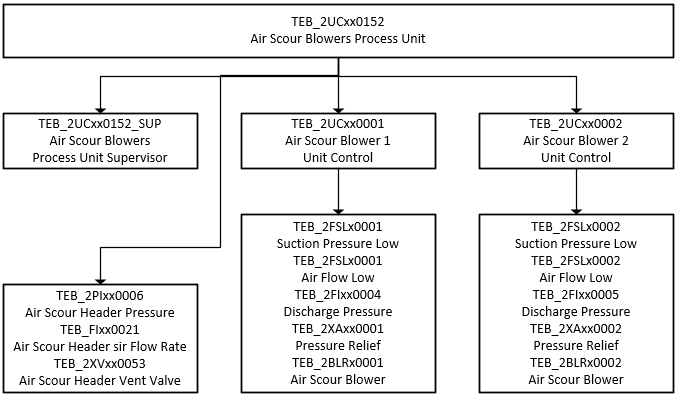 TEB_2UCxx0152
Air Scour Blowers Process Unit
TEB_2UCxx0152_SUP
Air Scour Blowers
Process Unit Supervisor
TEB_2UCxx0001
Air Scour Blower 1
Unit Control
TEB_2UCxx0002
Air Scour Blower 2
Unit Control
TEB_2PIxx0006
Air Scour Header Pressure
TEB_FIxx0021
Air Scour Header sir Flow Rate
TEB_2XVxx0053
Air Scour Header Vent Valve
TEB_2FSLx0001
Suction Pressure Low
TEB_2FSLx0001
Air Flow Low
TEB_2FIxx0004
Discharge Pressure
TEB_2XAxx0001
Pressure Relief
TEB_2BLRx0001
Air Scour Blower
TEB_2FSLx0002
Suction Pressure Low
TEB_2FSLx0002
Air Flow Low
TEB_2FIxx0005
Discharge Pressure
TEB_2XAxx0002
Pressure Relief
TEB_2BLRx0002
Air Scour Blower